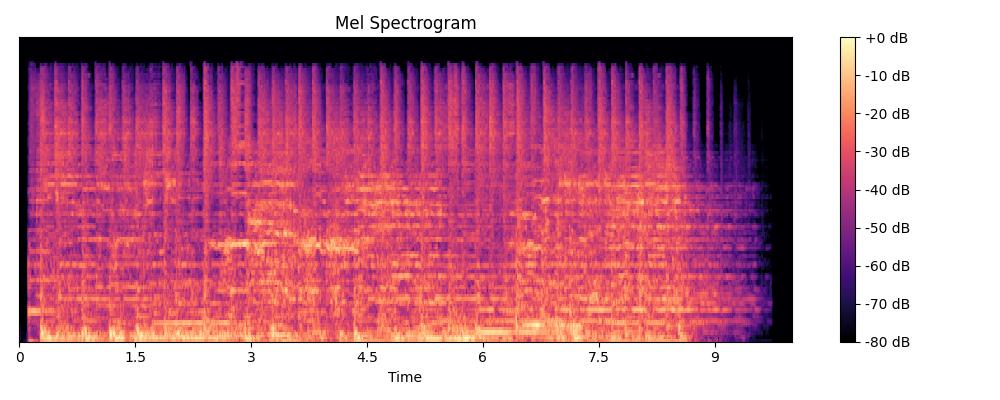 Mel Spectrogram
+0 dB
-10 dB
-20 dB
-30 dB
-40 dB
-50 dB
-60 dB
-70 dB
-80 dB
0 1.5 3 4.5 6 7.5 9
Time